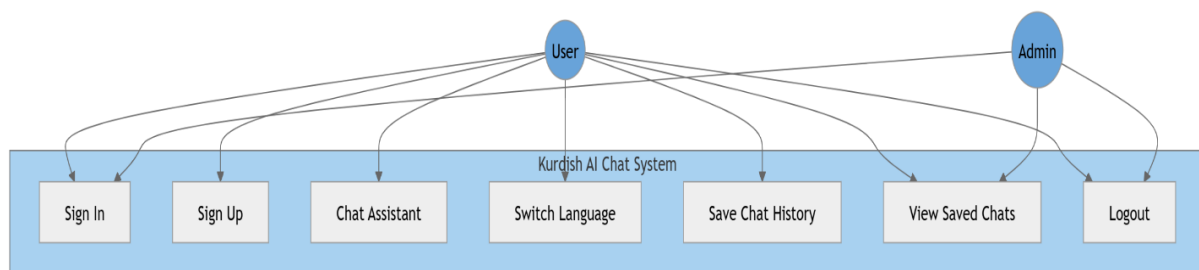 User
Admin
Kurdish AI Chat System
Sign In
Sign Up
Chat Assistant
Switch Language
Save Chat History
View Saved Chats
Logout